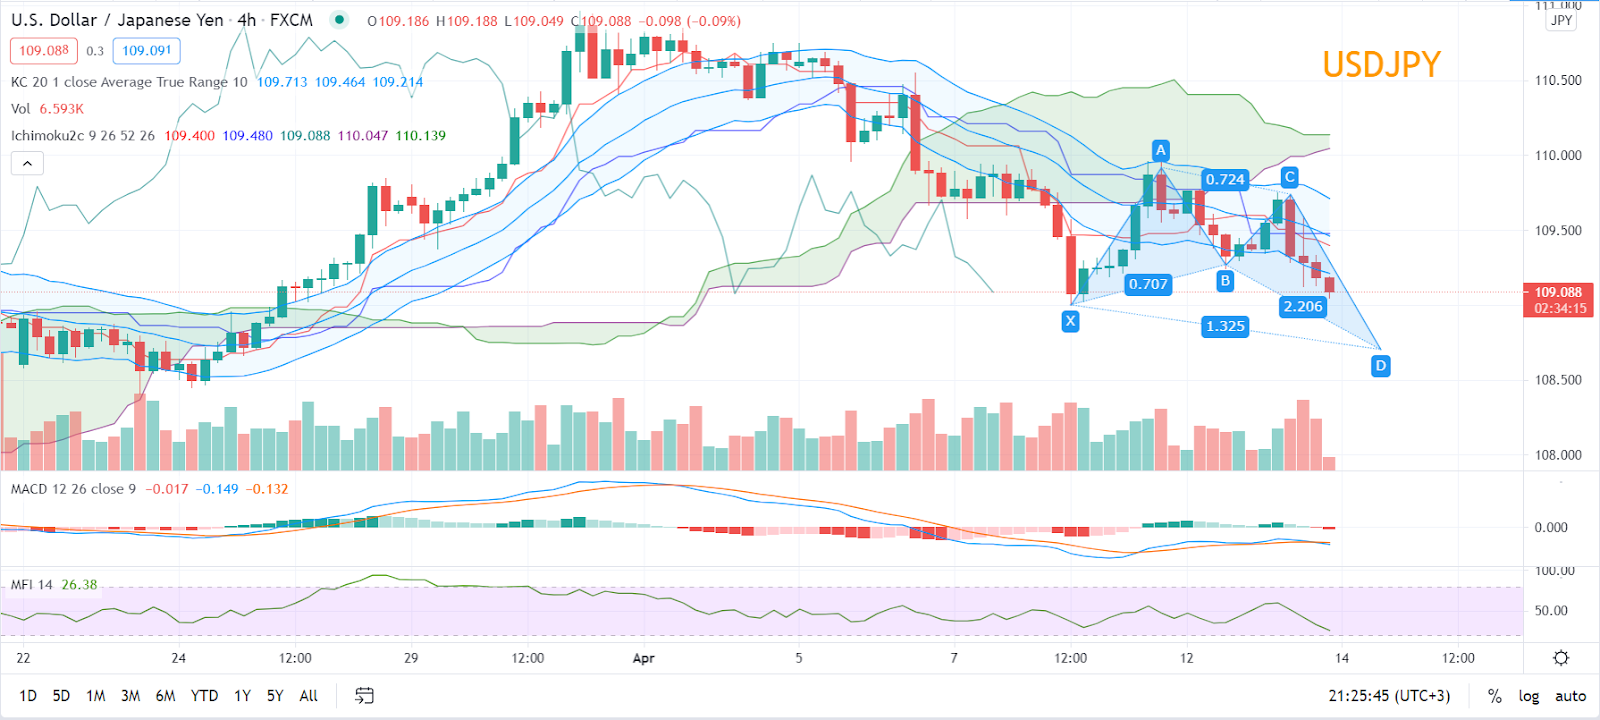 U.S. Dollar / Japanese Yen · 4h · FXCM O109.186 H109.188 L109.049 C109.088 −0.098 (−0.09%)
109.088 0.3 109.091
KC 20 1 close Average True Range 10 109.713 109.464 109.214
Vol 6.593K
Ichimoku2c 9 26 52 26 109.400 109.480 109.088 110.047 110.139
USDJPY
111.000
JPY
110.500
110.000
109.500
109.088
02:34:15
108.500
108.000
A
0.724
C
0.707
B
2.206
X
1.325
D
MACD 12 26 close 9 −0.017 −0.149 −0.132
0.000
MFI 14 26.38
100.00
50.00
22 24 12:00 29 12:00 Apr 5 7 12:00 12 14 12:00
1D 5D 1M 3M 6M YTD 1Y 5Y All 21:25:45 (UTC+3) % log auto